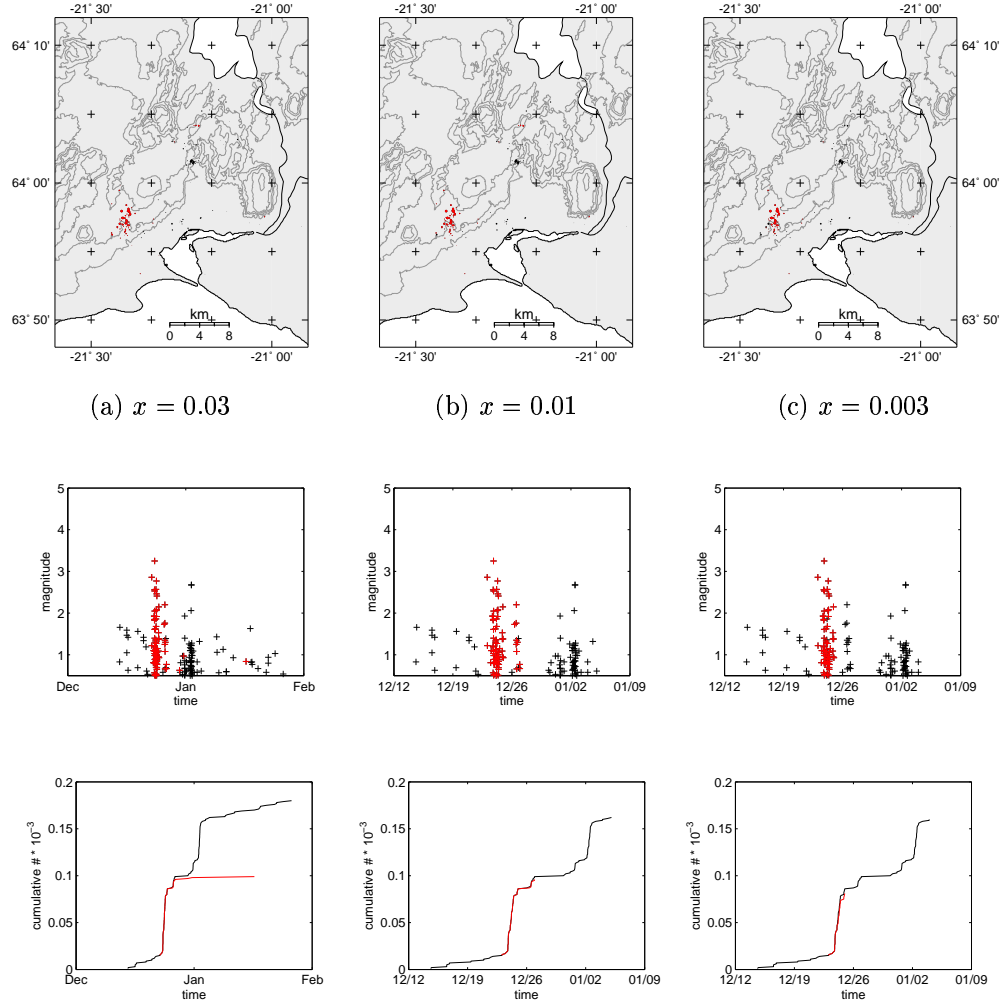 -21° 30' -21° 00' -21° 30' -21° 00' -21° 30' -21° 00'
64° 10' 64° 10'
64° 00' 64° 00'
63° 50' 63° 50'
km km km
0 4 8 0 4 8 0 4 8
-21° 30' -21° 00' -21° 30' -21° 00' -21° 30' -21° 00'
(a) x = 0.03 (b) x = 0.01 (c) x = 0.003
5 5 5
4 4 4
3 3 3
2 2 2
1 1 1
magnitude magnitude magnitude
Dec Jan Feb 12/12 12/19 12/26 01/02 01/09 12/12 12/19 12/26 01/02 01/09
time time time
0.2 0.2 0.2
0.15 0.15 0.15
0.1 0.1 0.1
0.05 0.05 0.05
0 0 0
cumulative # * 10⁻³ cumulative # * 10⁻³ cumulative # * 10⁻³
Dec Jan Feb 12/12 12/19 12/26 01/02 01/09 12/12 12/19 12/26 01/02 01/09
time time time